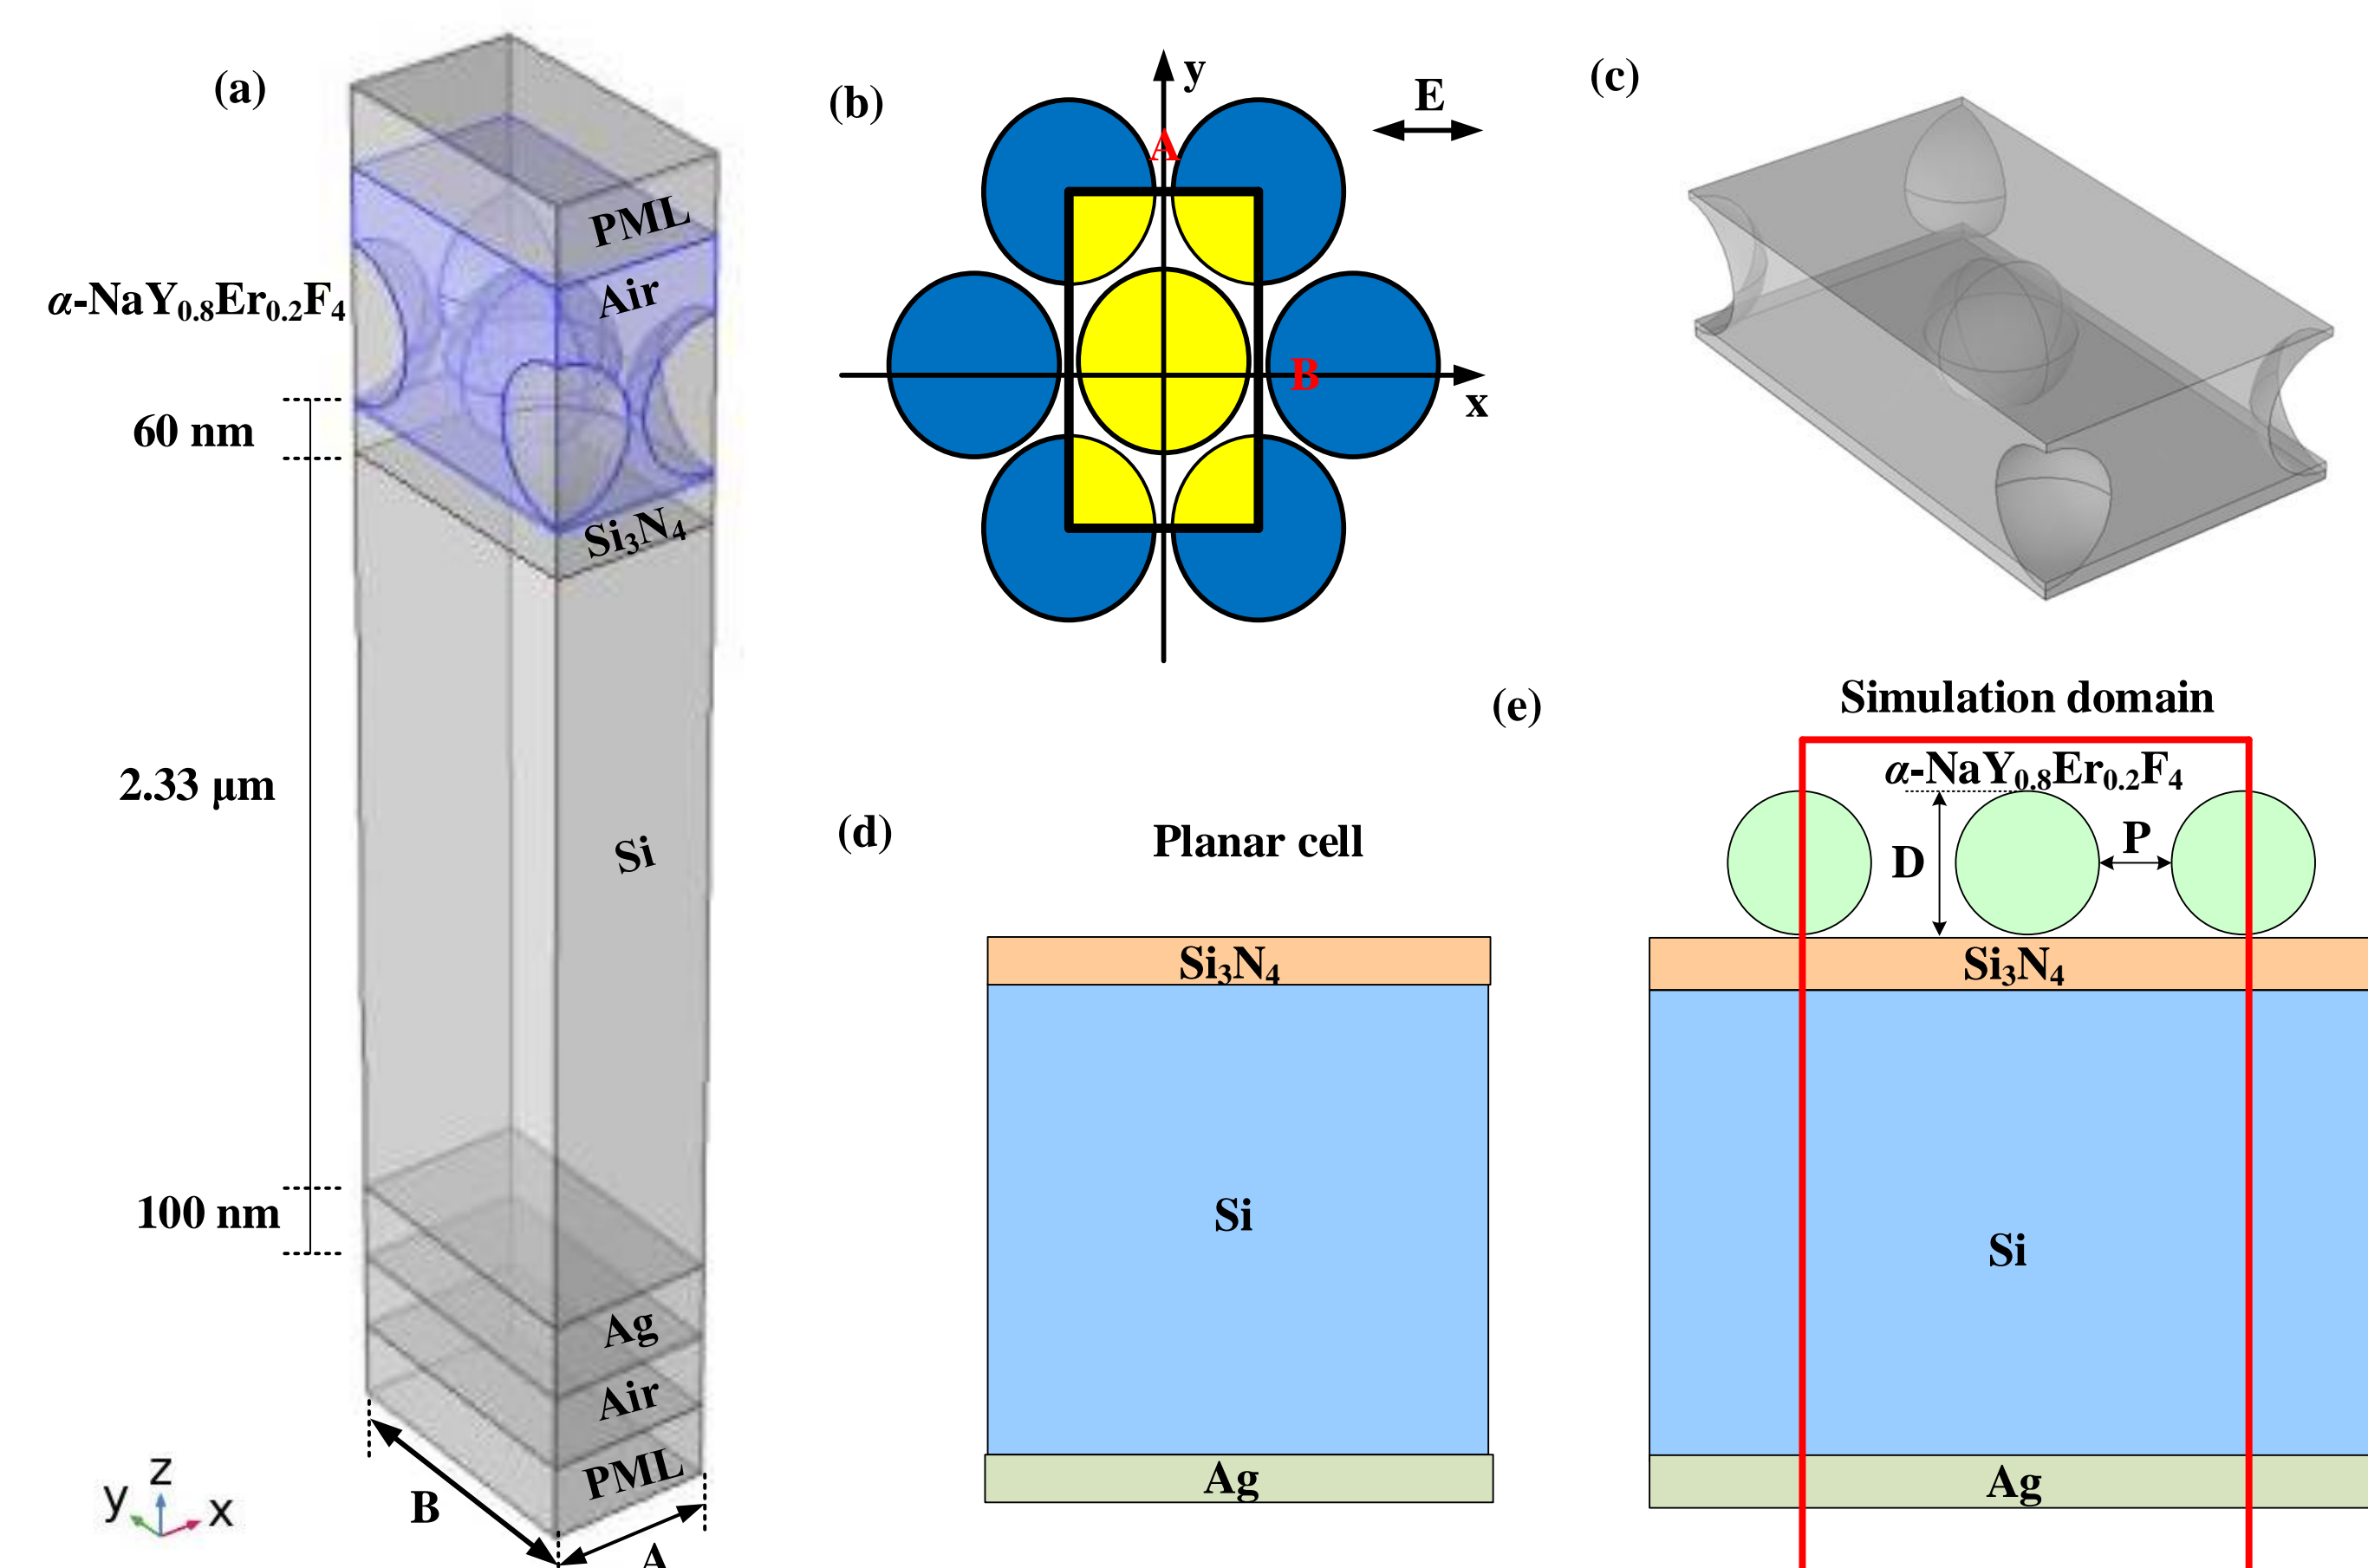 (a)
PML
Air
α-NaY0.8Er0.2F4
60 nm
Si3N4
2.33 μm
Si
100 nm
Ag
Air
PML
B
A
z
y
x
(b)
y
E
A
B
x
(c)
(d)
Planar cell
Si3N4
Si
Ag
(e)
Simulation domain
α-NaY0.8Er0.2F4
D
P
Si3N4
Si
Ag